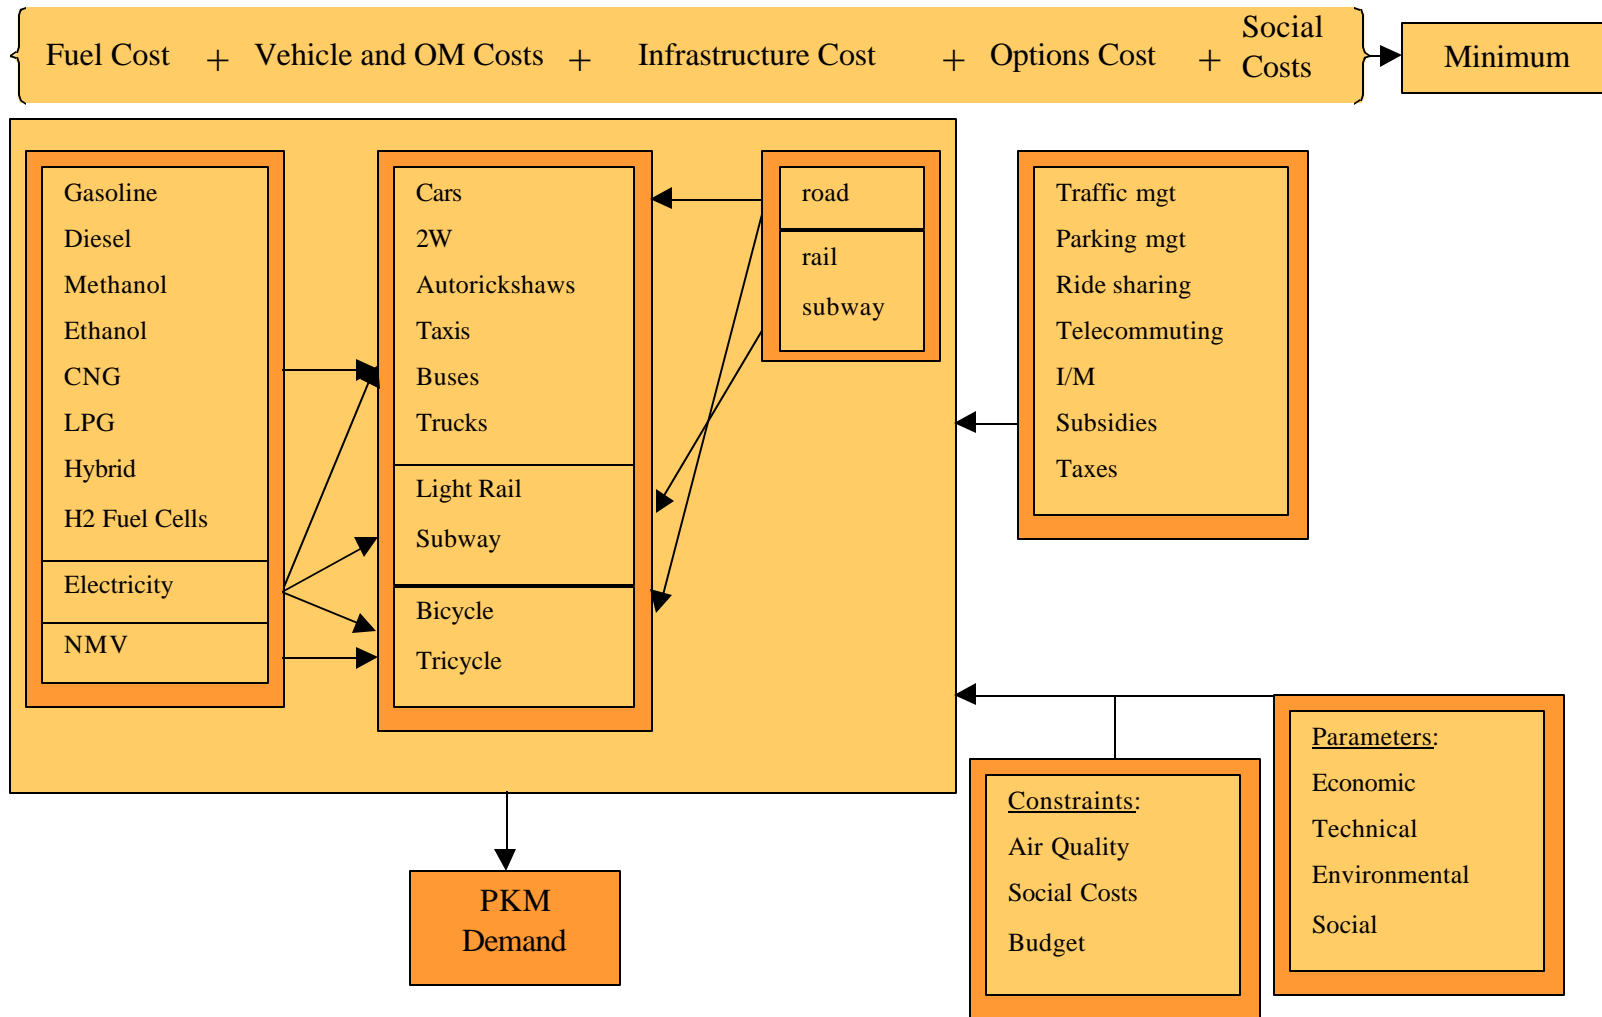 Fuel Cost + Vehicle and OM Costs + Infrastructure Cost + Options Cost + Social Costs Minimum
Gasoline
Diesel
Methanol
Ethanol
CNG
LPG
Hybrid
H2 Fuel Cells
Electricity
NMV
Cars
2W
Autorickshaws
Taxis
Buses
Trucks
Light Rail
Subway
Bicycle
Tricycle
road
rail
subway
Traffic mgt
Parking mgt
Ride sharing
Telecommuting
I/M
Subsidies
Taxes
PKM
Demand
Constraints:
Air Quality
Social Costs
Budget
Parameters:
Economic
Technical
Environmental
Social